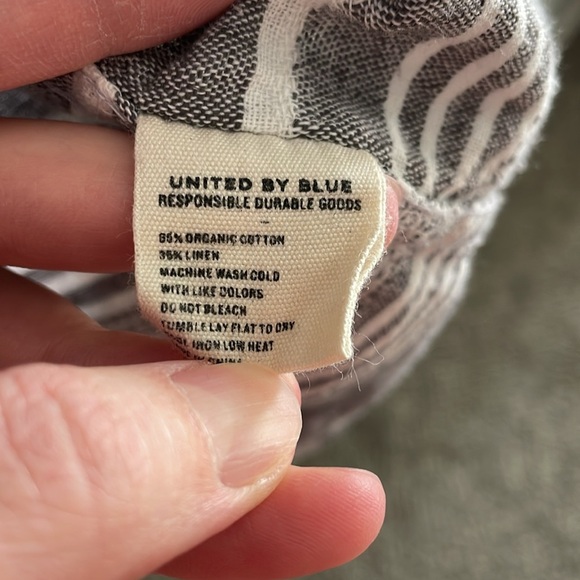 UNITED BY BLUE
RESPONSIBLE DURABLE GOODS
65% ORGANIC COTTON
35% LINEN
MACHINE WASH COLD
WITH LIKE COLORS
DO NOT BLEACH
TUMBLE LAY FLAT TO DRY
IRON LOW HEAT